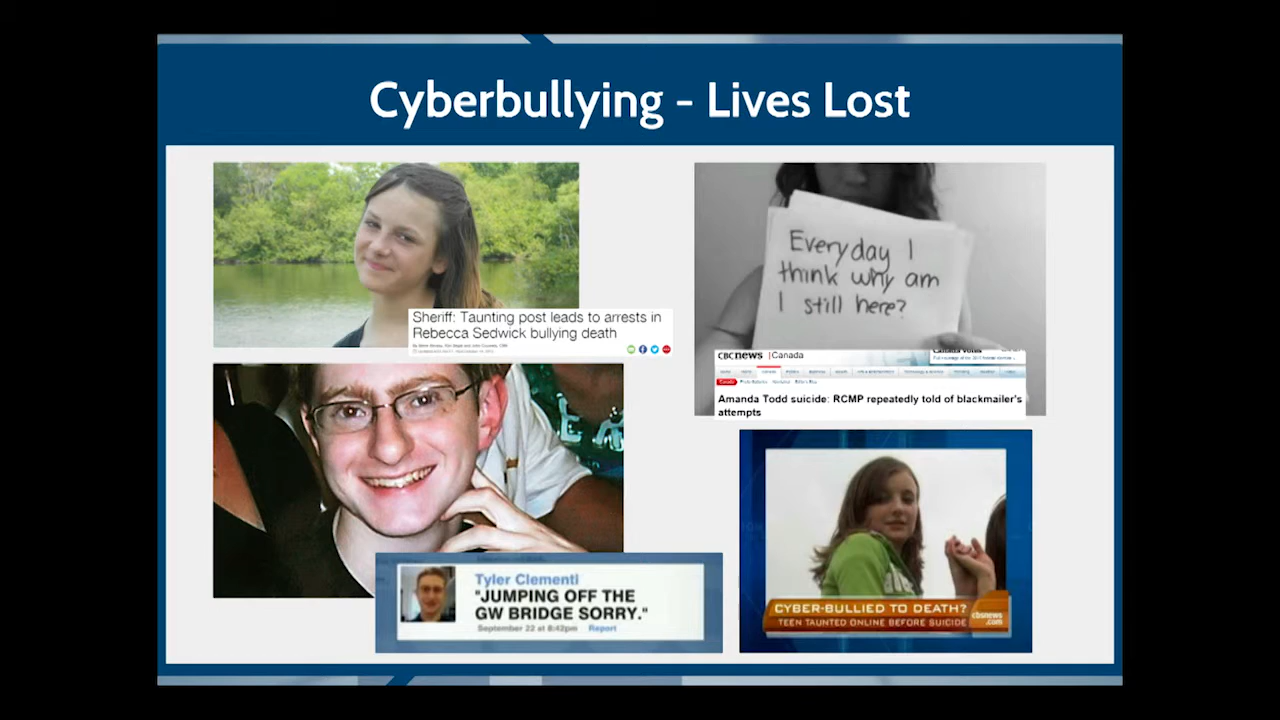 Cyberbullying - Lives Lost
Sheriff: Taunting post leads to arrests in
Rebecca Sedwick bullying death
Everyday I
think why am
I still here?
CBCnews | Canada
Canada Votes
Amanda Todd suicide: RCMP repeatedly told of blackmailer's
attempts
Tyler Clementi
"JUMPING OFF THE
GW BRIDGE SORRY."
September 22 at 8:42pm Report
CYBER-BULLIED TO DEATH?
TEEN TAUNTED ONLINE BEFORE SUICIDE
cbsnews
.com